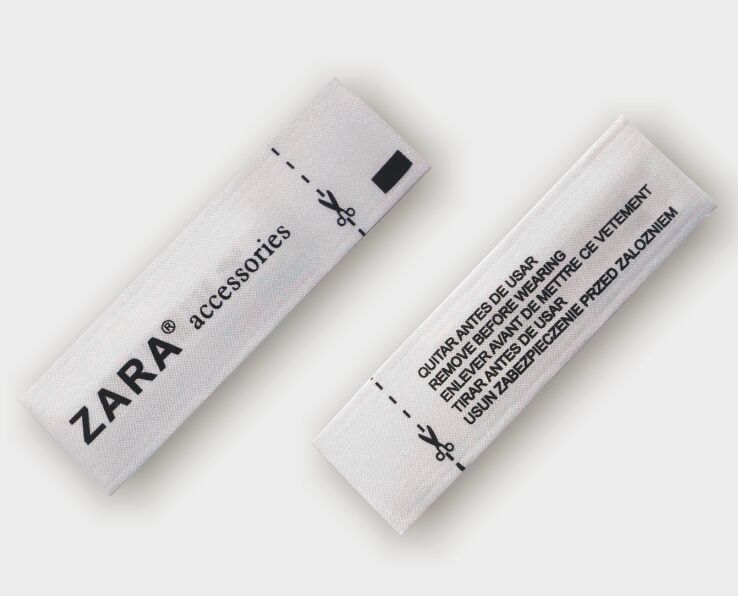 ZARA®
accessories
QUITAR ANTES DE USAR
REMOVE BEFORE WEARING
ENLEVER AVANT DE METTRE CE VETEMENT
TIRAR ANTES DE USAR
USUN ZABEZPIECZENIE PRZED ZALOZNIEM